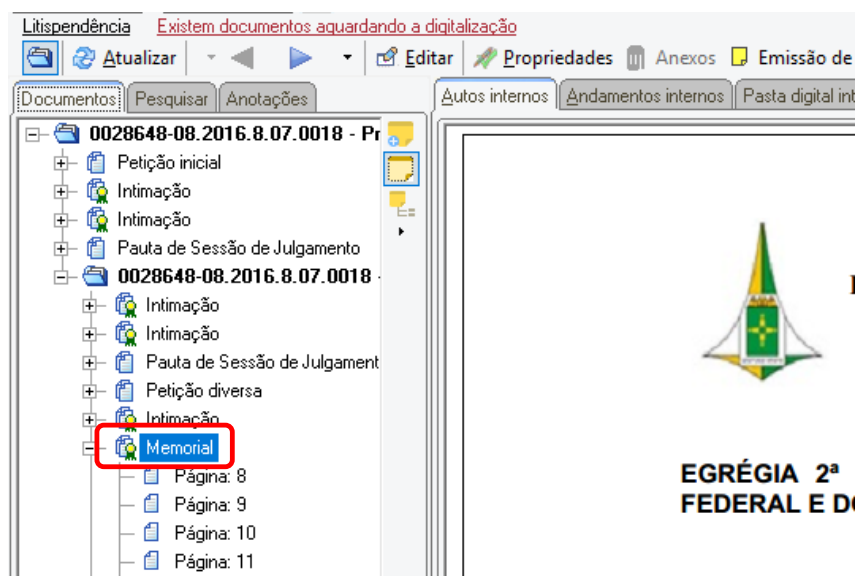 Litispendência Existem documentos aguardando a digitalização
Atualizar Editar Propriedades Anexos Emissão de
Documentos Pesquisar Anotações
Autos internos Andamentos internos Pasta digital int
0028648-08.2016.8.07.0018 - Pr
Petição inicial
Intimação
Intimação
Pauta de Sessão de Julgamento
0028648-08.2016.8.07.0018 -
Intimação
Intimação
Pauta de Sessão de Julgament
Petição diversa
Intimação
Memorial
Página: 8
Página: 9
Página: 10
Página: 11
EGRÉGIA 2ª
FEDERAL E D